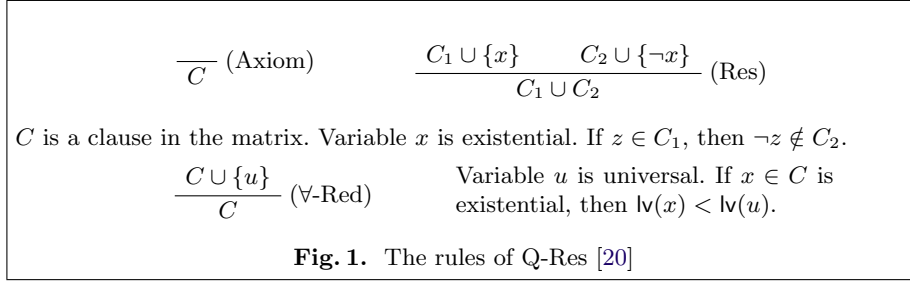 C (Axiom)
C₁ ∪ {x} C₂ ∪ {¬x}
C₁ ∪ C₂ (Res)
C is a clause in the matrix. Variable x is existential. If z ∈ C₁, then ¬z ∉ C₂.
C ∪ {u}
C (∀-Red)
Variable u is universal. If x ∈ C is
existential, then lv(x) < lv(u).
Fig. 1. The rules of Q-Res [20]